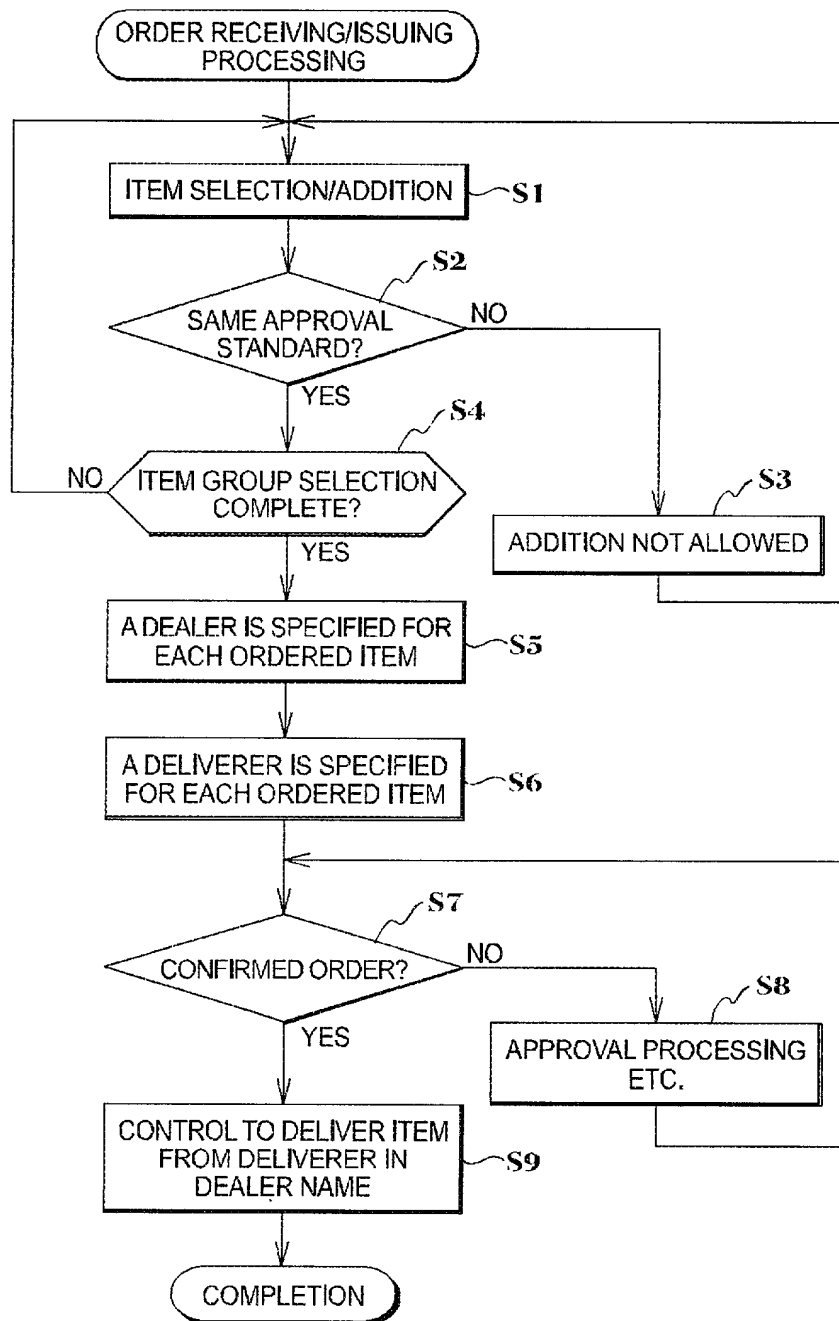 ORDER RECEIVING/ISSUING
PROCESSING
ITEM SELECTION/ADDITION
S1
S2
SAME APPROVAL
STANDARD?
NO
YES
S4
NO
ITEM GROUP SELECTION
COMPLETE?
YES
S3
ADDITION NOT ALLOWED
A DEALER IS SPECIFIED FOR
EACH ORDERED ITEM
S5
A DELIVERER IS SPECIFIED
FOR EACH ORDERED ITEM
S6
S7
CONFIRMED ORDER?
NO
YES
S8
APPROVAL PROCESSING
ETC.
CONTROL TO DELIVER ITEM
FROM DELIVERER IN
DEALER NAME
S9
COMPLETION